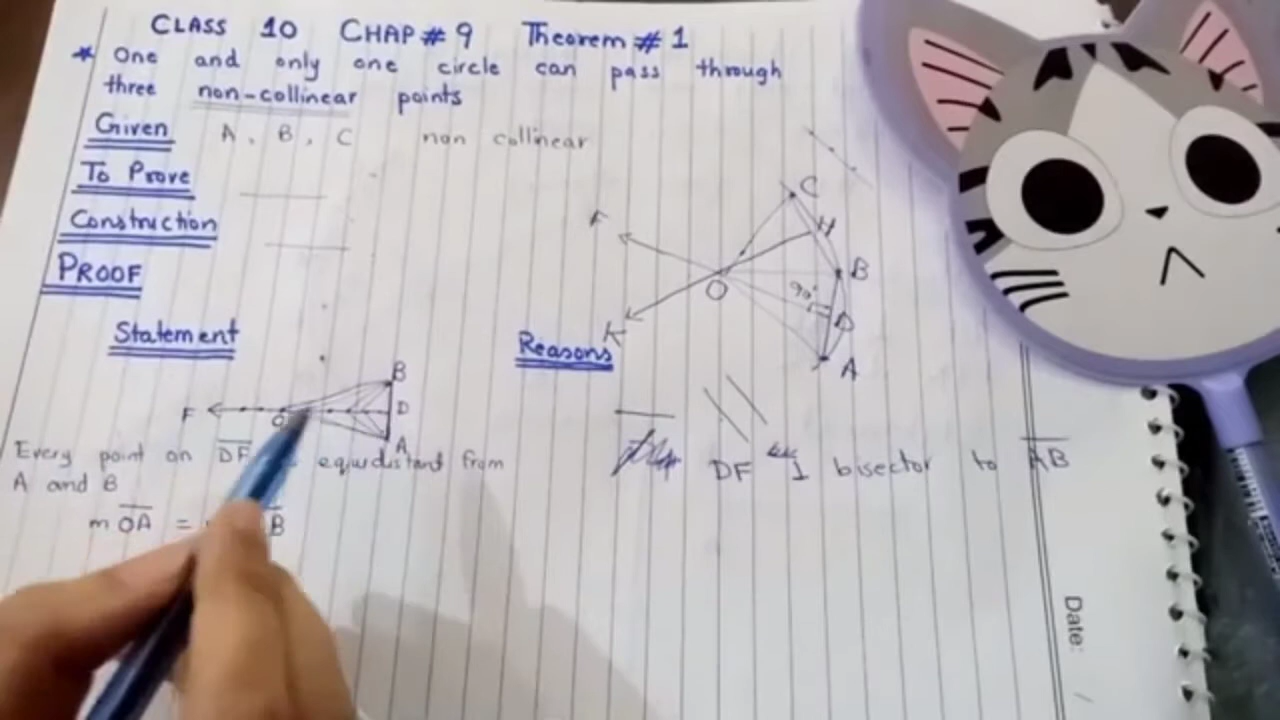 CLASS 10 CHAP # 9 Theorem # 1
* One and only one circle can pass through
three non-collinear points
Given A, B, C non collinear
To Prove
Construction
PROOF
Statement
Reasons
C
H
F
B
O
90°
D
K
A
B
F
D
O
A
Every point on DF equidistant from
A and B
DF ⊥ bisector to AB
m OA = B
Date: /